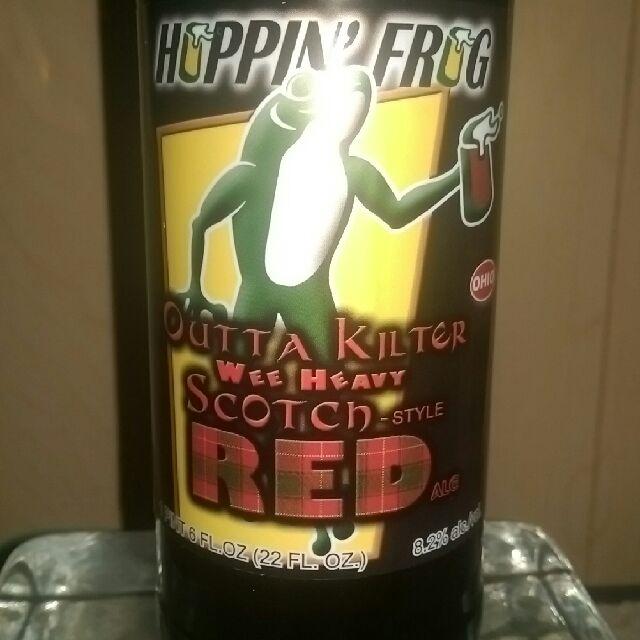 HOPPIN' FROG
OHIO
OUTTA KILTER
WEE HEAVY
SCOTCH-STYLE
RED
ALE
6 FL.OZ (22 FL. OZ.)
8.2% alc.